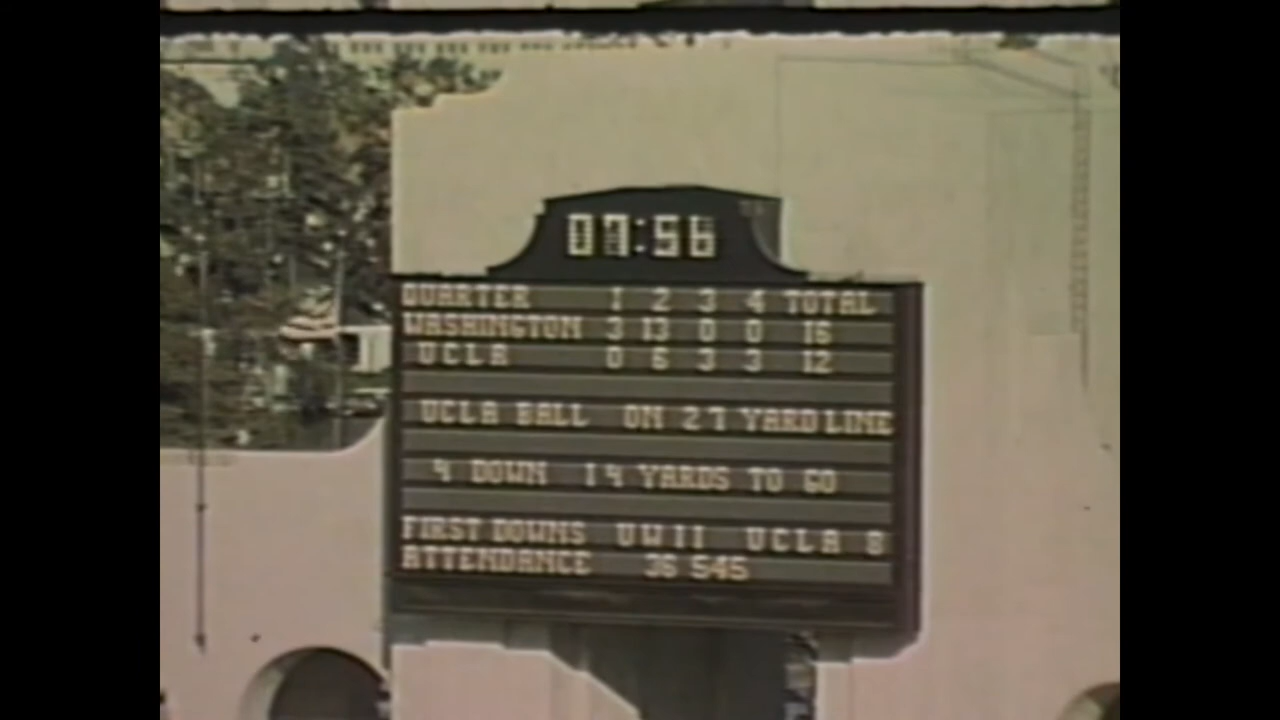 07:56
QUARTER 1 2 3 4 TOTAL
WASHINGTON 3 13 0 0 16
UCLA 0 6 3 3 12
UCLA BALL ON 27 YARD LINE
4 DOWN 14 YARDS TO GO
FIRST DOWNS UW 11 UCLA 8
ATTENDANCE 36 545